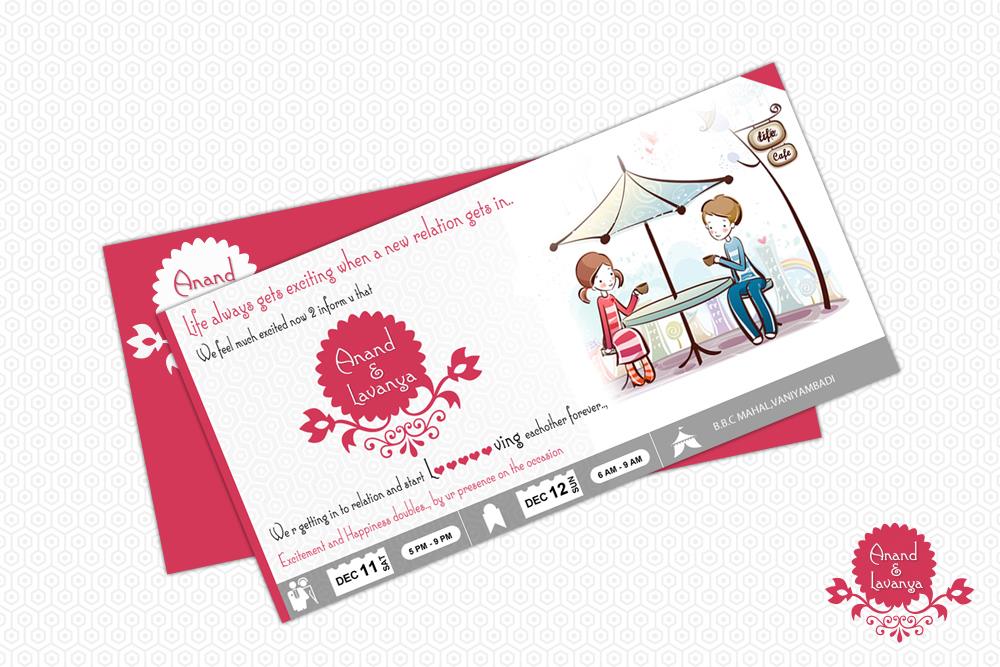 Anand
Life always gets exciting when a new relation gets in..
We feel much excited now 2 inform u that
Anand
&
Lavanya
We r getting in to relation and start L♥♥♥♥♥♥ving eachother forever..,
Excitement and Happiness doubles., by ur presence on the occasion
DEC 11 SAT
5 PM - 9 PM
DEC 12 SUN
6 AM - 9 AM
B.B.C MAHAL,VANIYAMBADI
Life
Cafe
Anand
&
Lavanya